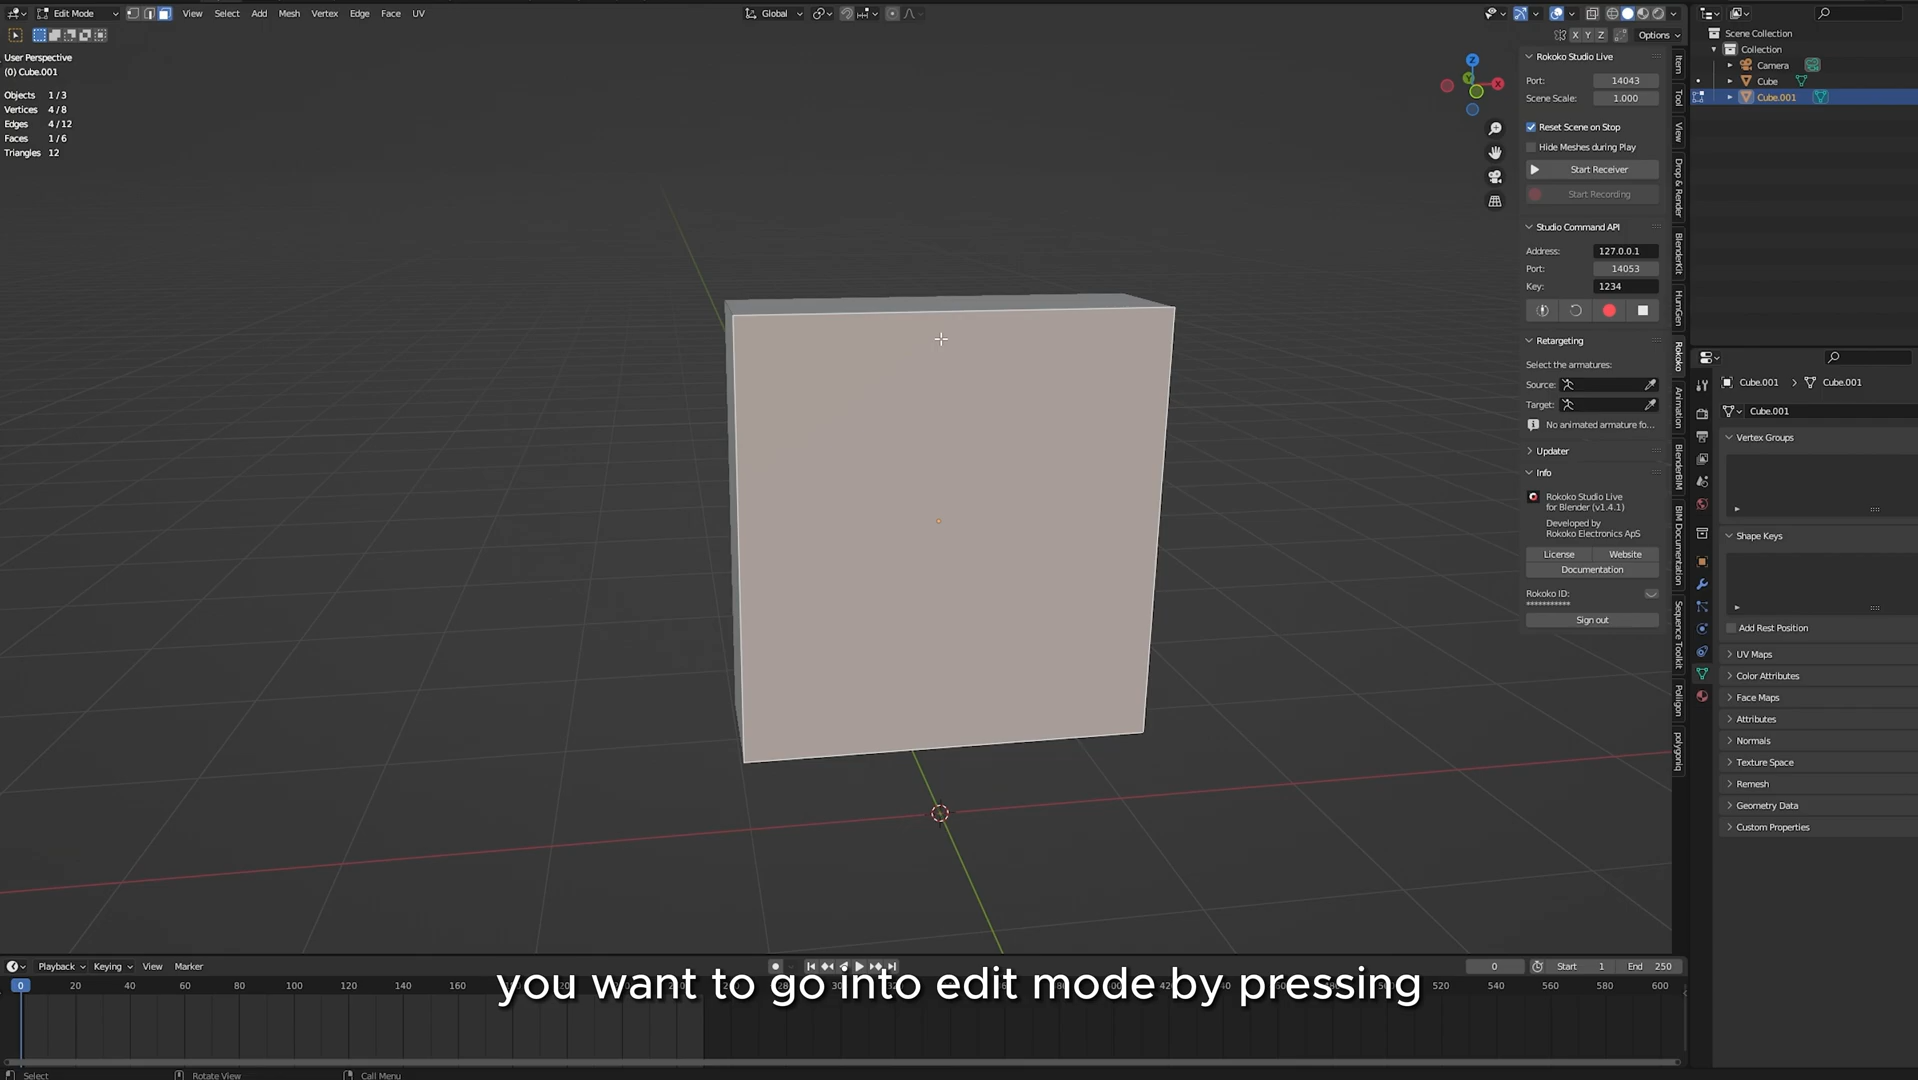 Edit Mode View Select Add Mesh Vertex Edge Face UV Global
X Y Z Options
User Perspective
(0) Cube.001
Objects 1/3
Vertices 4/8
Edges 4/12
Faces 1/6
Triangles 12
Z
Y
X
Rokoko Studio Live
Port: 14043
Scene Scale: 1.000
Reset Scene on Stop
Hide Meshes during Play
Start Receiver
Start Recording
Studio Command API
Address: 127.0.0.1
Port: 14053
Key: 1234
Retargeting
Select the armatures:
Source:
Target:
No animated armature fo...
Updater
Info
Rokoko Studio Live
for Blender (v1.4.1)
Developed by
Rokoko Electronics ApS
License Website
Documentation
Rokoko ID:
***********
Sign out
Item
Tool
View
Drop & Render
BlenderKit
HumGen
Rokoko
Animation
BlenderBIM
BIM Documentation
Sequence Toolkit
Poliigon
polygoniq
Scene Collection
Collection
Camera
Cube
Cube.001
Cube.001 > Cube.001
Cube.001
Vertex Groups
Shape Keys
Add Rest Position
UV Maps
Color Attributes
Face Maps
Attributes
Normals
Texture Space
Remesh
Geometry Data
Custom Properties
Playback Keying View Marker 0 Start 1 End 250
0 20 40 60 80 100 120 140 160 520 540 560 580 600
you want to go into edit mode by pressing
Select Rotate View Call Menu